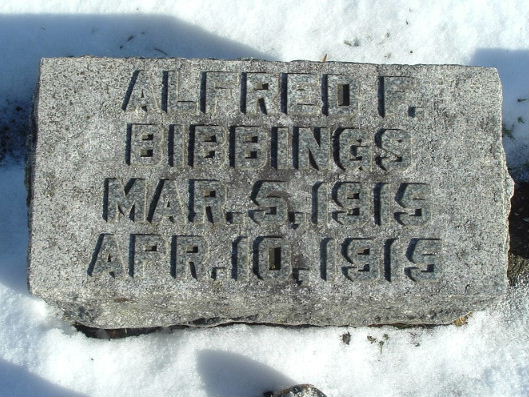 ALFRED F.
BIBBINGS
MAR. 5, 1915
APR. 10, 1915